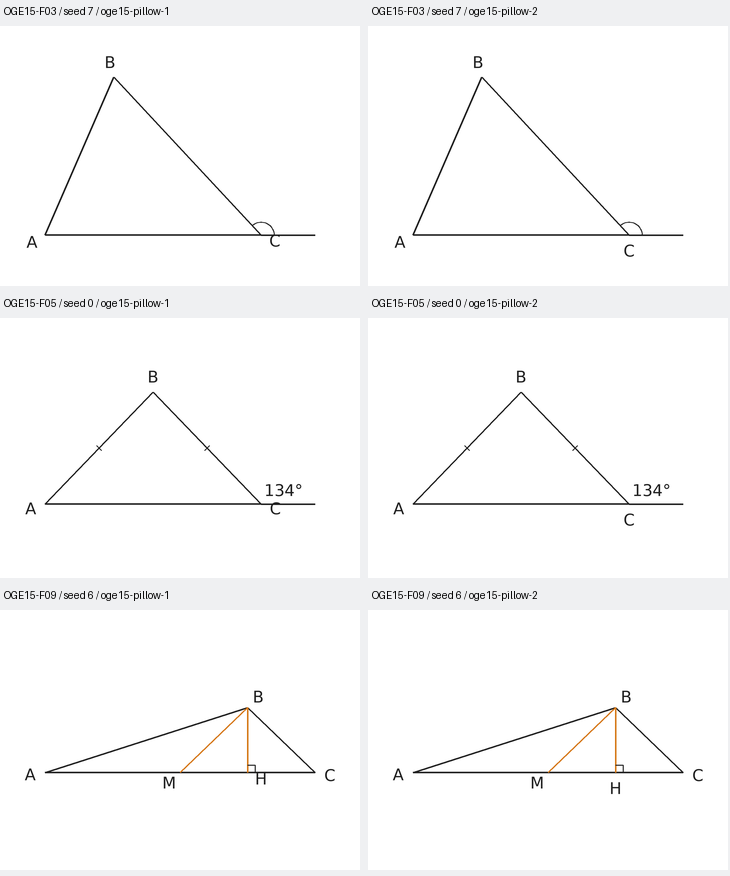 OGE15-F03 / seed 7 / oge15-pillow-1
OGE15-F03 / seed 7 / oge15-pillow-2
B
B
A
C
A
C
OGE15-F05 / seed 0 / oge15-pillow-1
OGE15-F05 / seed 0 / oge15-pillow-2
B
B
134°
134°
A
C
A
C
OGE15-F09 / seed 6 / oge15-pillow-1
OGE15-F09 / seed 6 / oge15-pillow-2
B
B
A
M
H
C
A
M
H
C